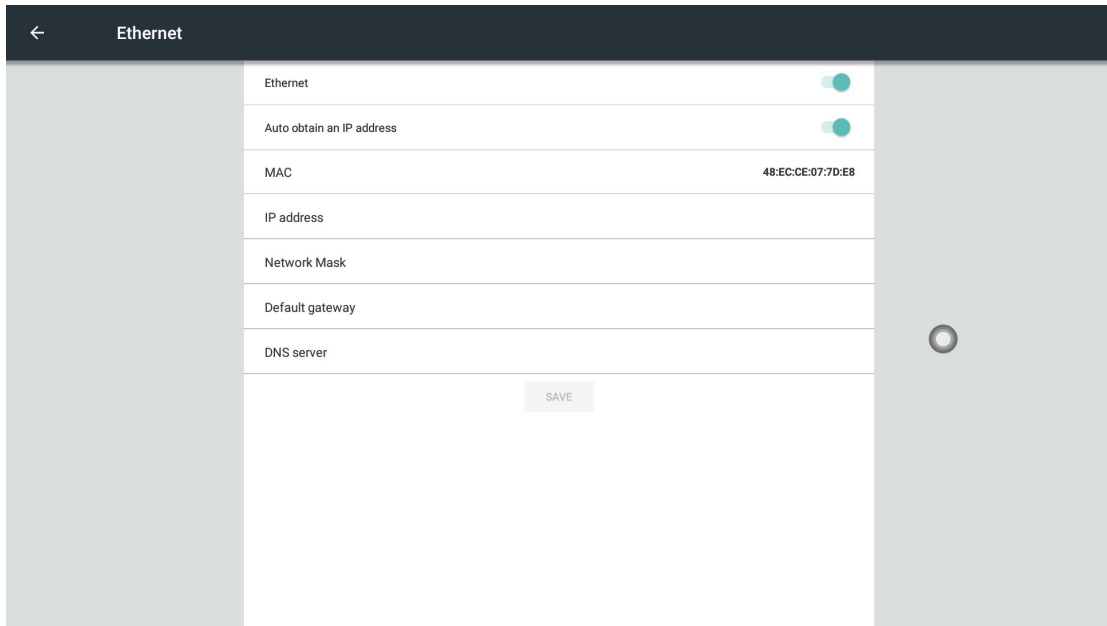 Ethernet
Ethernet
Auto obtain an IP address
MAC 48:EC:CE:07:7D:E8
IP address
Network Mask
Default gateway
DNS server
SAVE